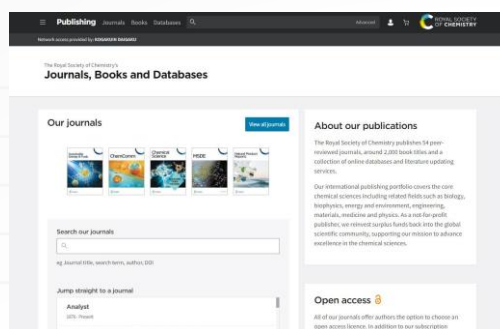 Publishing Journals Books Databases
Advanced
ROYAL SOCIETY
OF CHEMISTRY
Network access provided by:
The Royal Society of Chemistry's
Journals, Books and Databases
Our journals
View all journals
ChemComm
Chemical
Science
MSDE
Search our journals
eg Journal title, search term, author, DOI
Jump straight to a journal
Analyst
1876 - Present
About our publications
The Royal Society of Chemistry publishes 54 peer-
reviewed journals, around 2,000 book titles and a
collection of online databases and literature updating
services.
Our international publishing portfolio covers the core
chemical sciences including related fields such as biology,
biophysics, energy and environment, engineering,
materials, medicine and physics. As a not-for-profit
publisher, we reinvest surplus funds back into the global
scientific community, supporting our mission to advance
excellence in the chemical sciences.
Open access
All of our journals offer authors the option to choose an
open access licence. In addition to our subscription